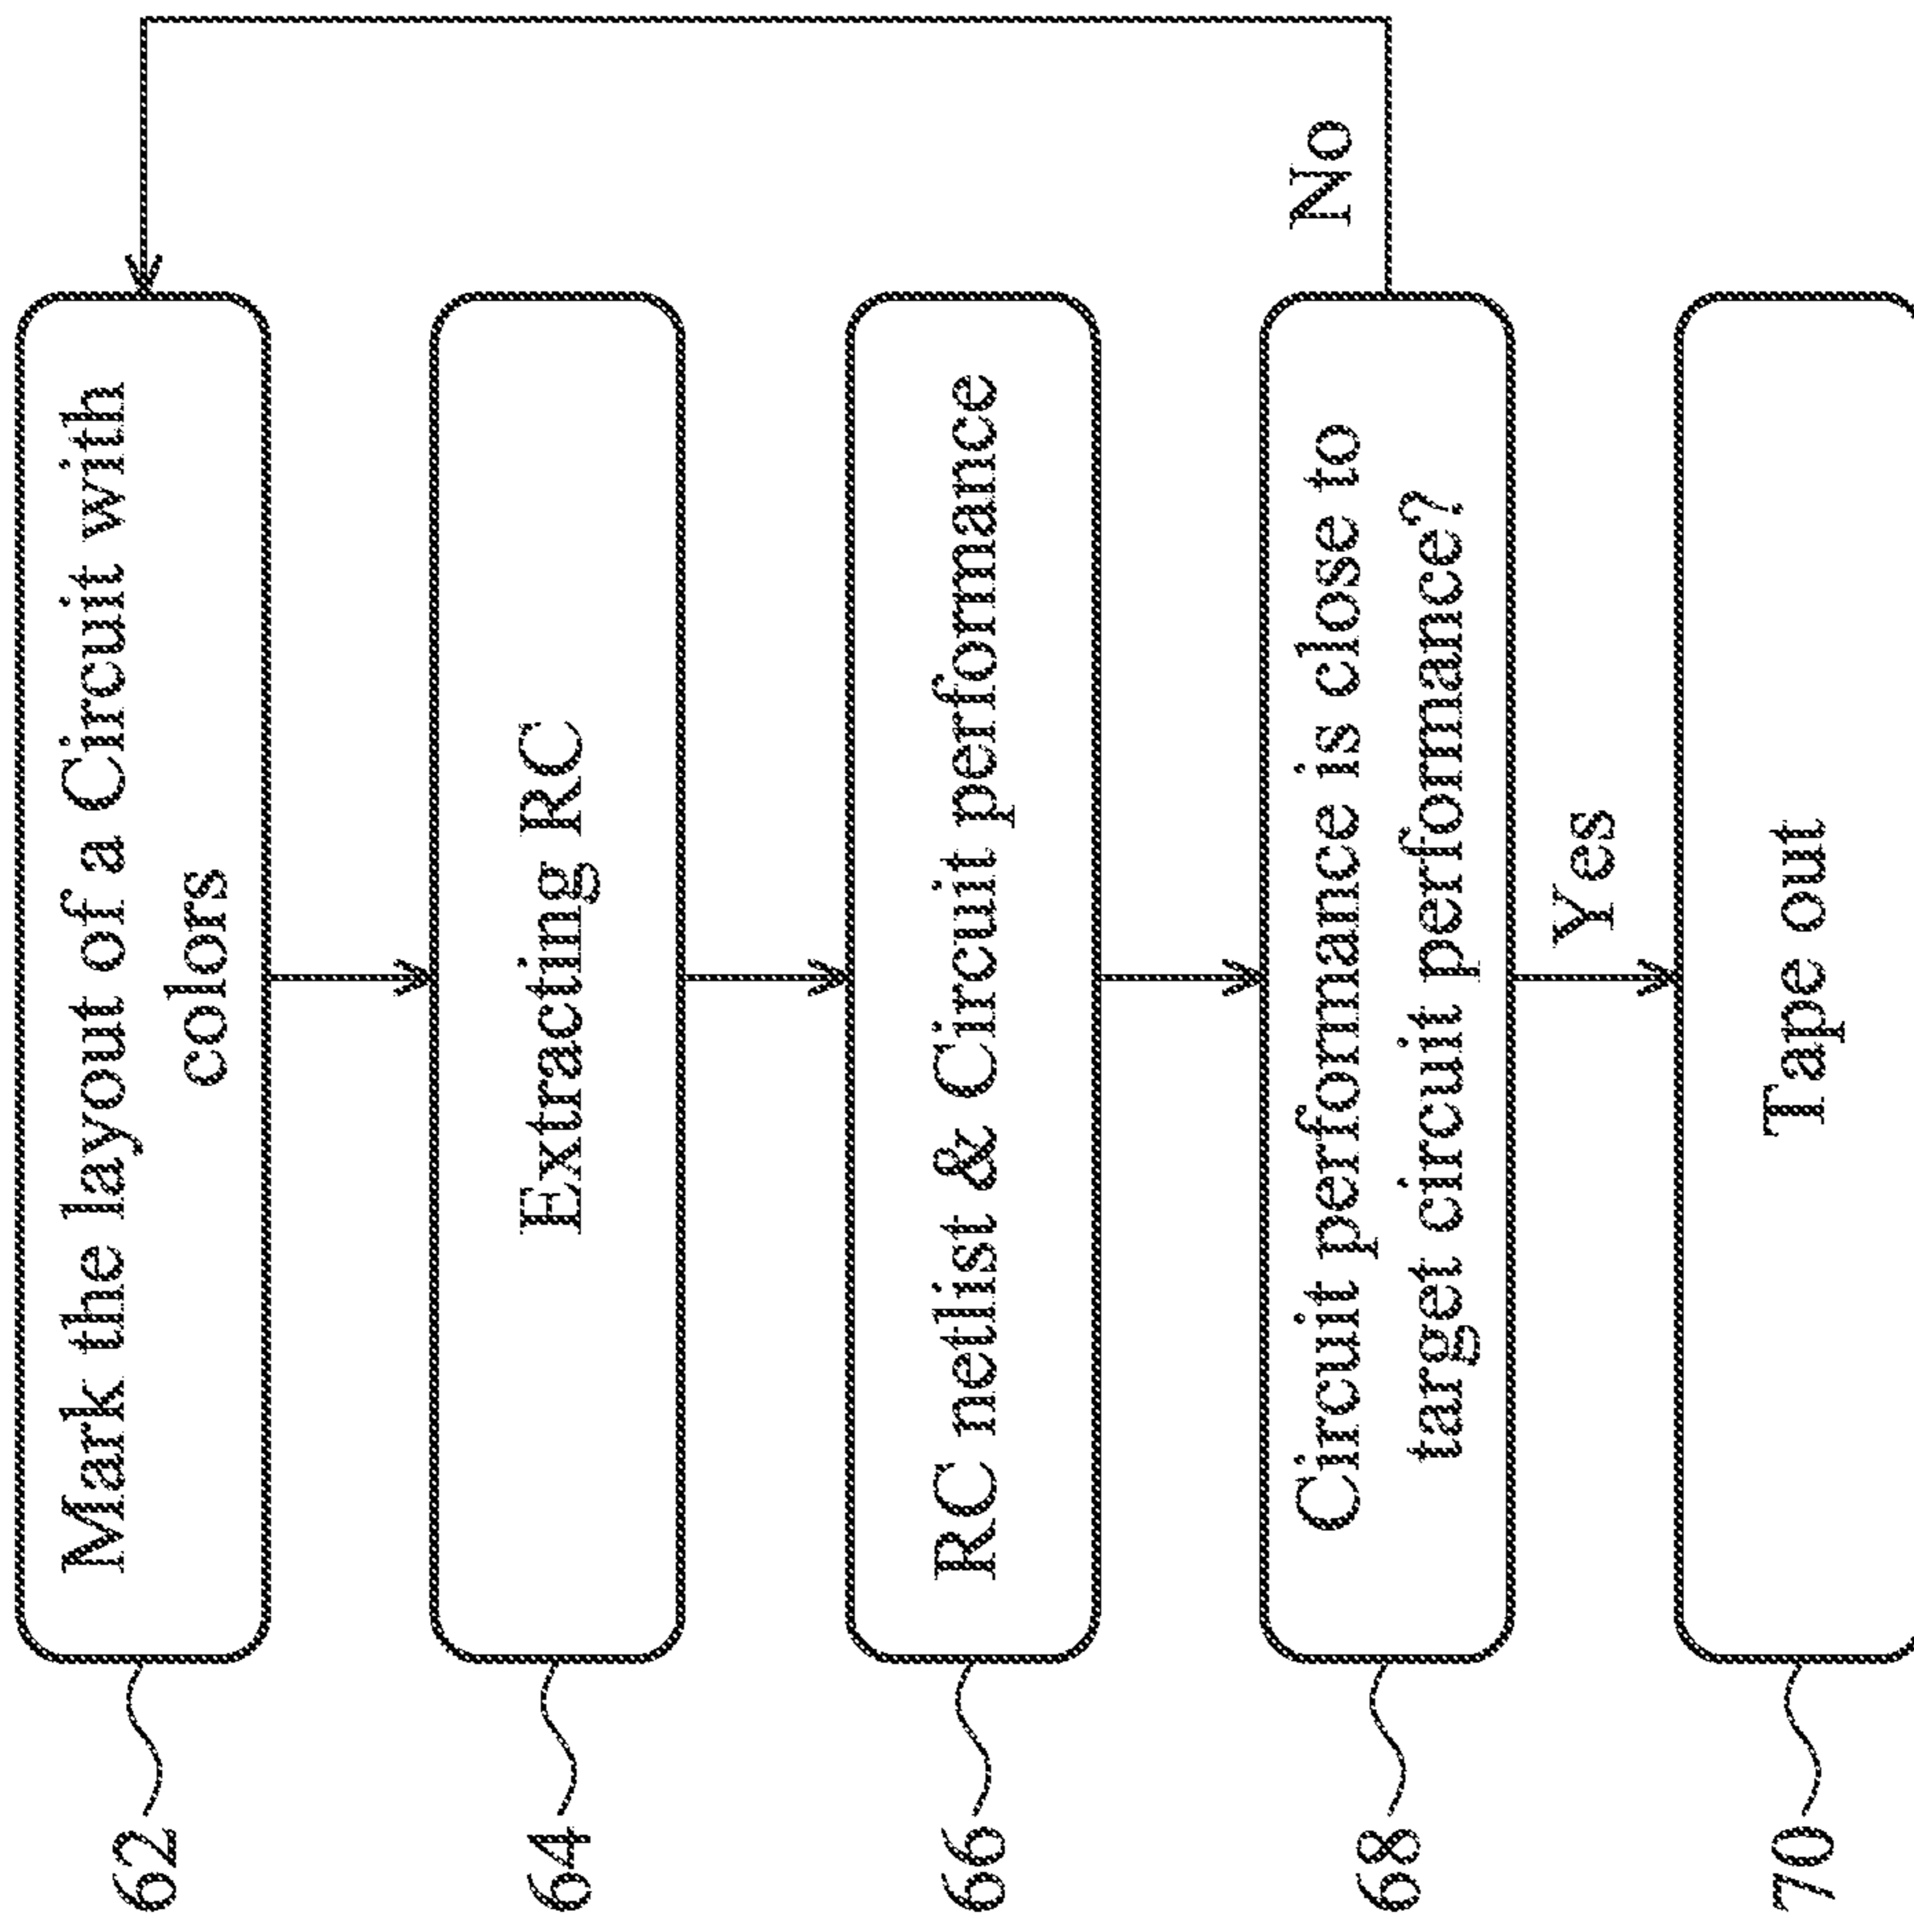 62
Mark the layout of a Circuit with
colors
64
Extracting RC
66
RC netlist & Circuit performance
68
Circuit performance is close to
target circuit performance?
No
Yes
70
Tape out